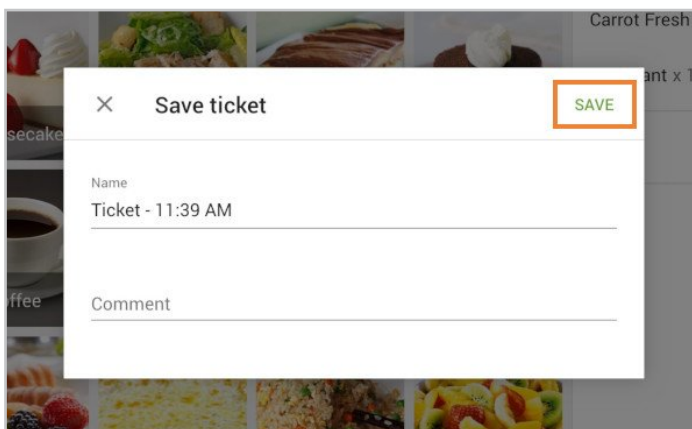 Carrot Fresh
ant x 1
Save ticket
SAVE
secake
Name
Ticket - 11:39 AM
ffee
Comment